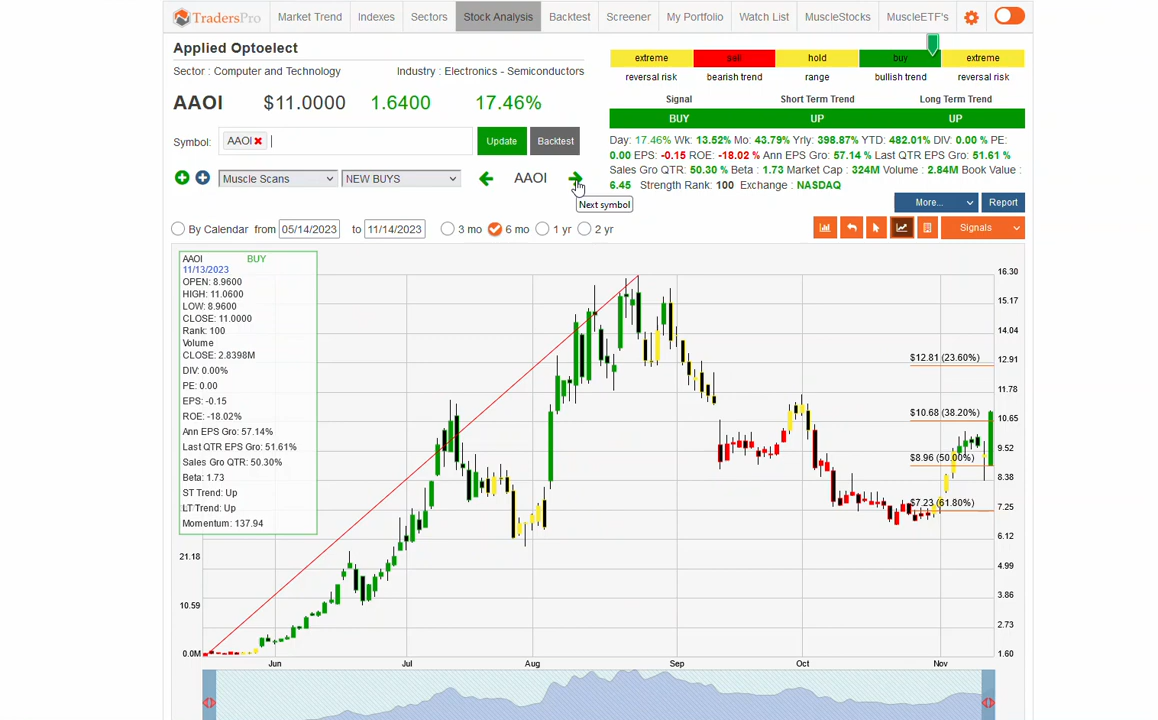 TradersPro Market Trend Indexes Sectors Stock Analysis Backtest Screener My Portfolio Watch List MuscleStocks MuscleETF's
Applied Optoelect
Sector : Computer and Technology Industry : Electronics - Semiconductors
AAOI $11.0000 1.6400 17.46%
Symbol: AAOI Update Backtest
Muscle Scans NEW BUYS AAOI
Next symbol
extreme sell hold buy extreme
reversal risk bearish trend range bullish trend reversal risk
Signal Short Term Trend Long Term Trend
BUY UP UP
Day: 17.46% Wk: 13.52% Mo: 43.79% Yrly: 398.87% YTD: 482.01% DIV: 0.00 % PE:
0.00 EPS: -0.15 ROE: -18.02 % Ann EPS Gro: 57.14 % Last QTR EPS Gro: 51.61 %
Sales Gro QTR: 50.30 % Beta : 1.73 Market Cap : 324M Volume : 2.84M Book Value :
6.45 Strength Rank: 100 Exchange : NASDAQ
More... Report
By Calendar from 05/14/2023 to 11/14/2023 3 mo 6 mo 1 yr 2 yr
Signals
AAOI BUY
11/13/2023
OPEN: 8.9600
HIGH: 11.0600
LOW: 8.9600
CLOSE: 11.0000
Rank: 100
Volume
CLOSE: 2.8398M
DIV: 0.00%
PE: 0.00
EPS: -0.15
ROE: -18.02%
Ann EPS Gro: 57.14%
Last QTR EPS Gro: 51.61%
Sales Gro QTR: 50.30%
Beta: 1.73
ST Trend: Up
LT Trend: Up
Momentum: 137.94
21.18
10.59
0.0M
$12.81 (23.60%)
$10.68 (38.20%)
$8.96 (50.00%)
$7.23 (61.80%)
16.30
15.17
14.04
12.91
11.78
10.65
9.52
8.38
7.25
6.12
4.99
3.86
2.73
1.60
Jun Jul Aug Sep Oct Nov